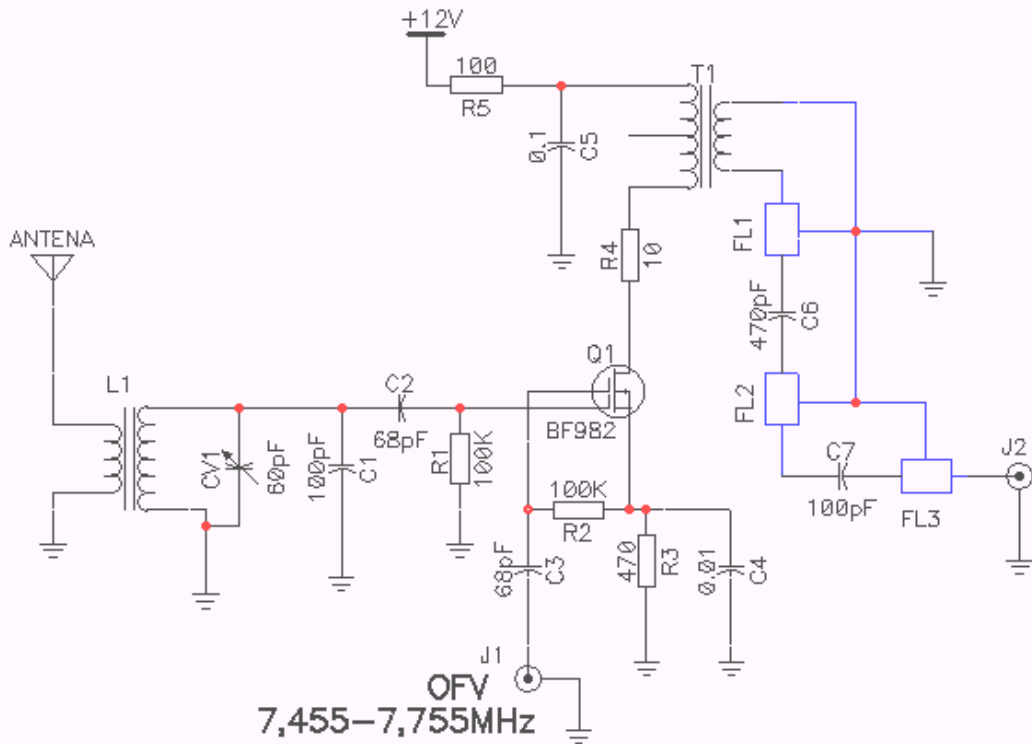 +12V
100
R5
T1
0.1
C5
ANTENA
R4
10
FL1
470pF
C6
Q1
L1
C2
FL2
BF982
68pF
CV1
60pF
100pF
C1
R1
100K
C7
J2
100K
100pF
R2
FL3
68pF
C3
470
R3
0.01
C4
J1
OFV
7,455-7,755MHz